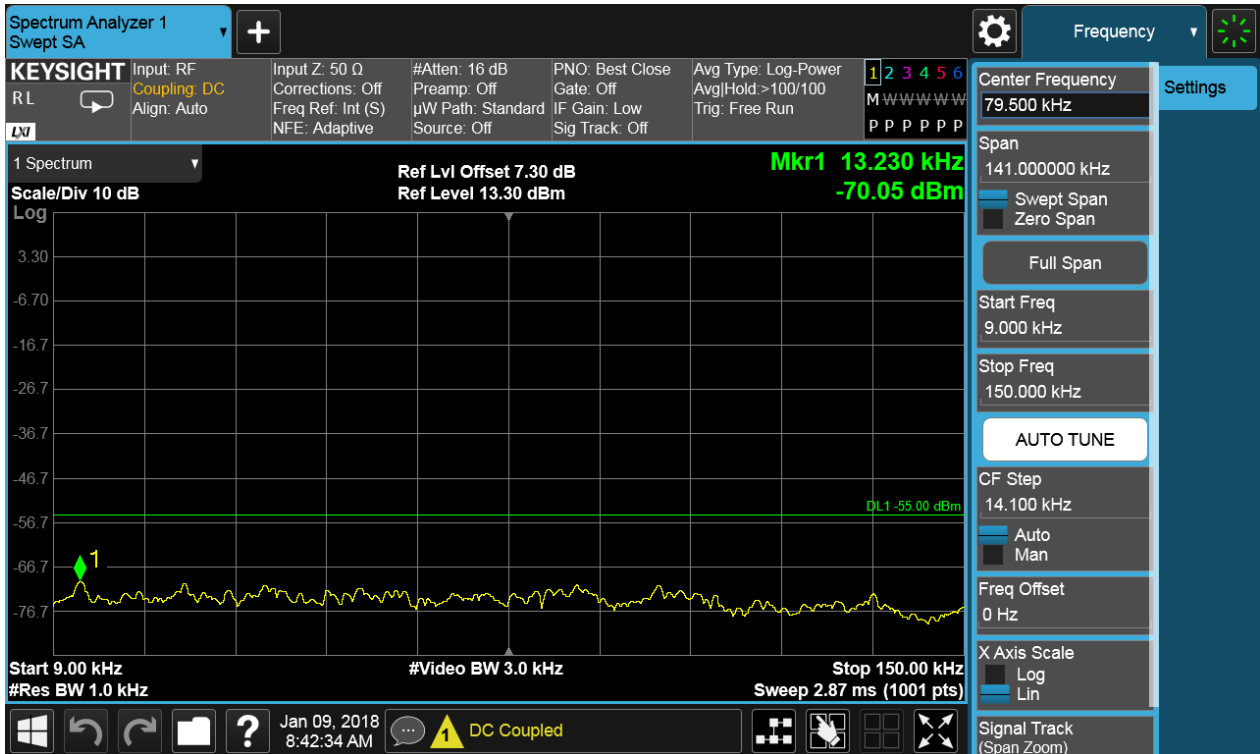 Spectrum Analyzer 1
Swept SA
+
Frequency
KEYSIGHT
R L
LXI
Input: RF
Coupling: DC
Align: Auto
Input Z: 50 Ω
Corrections: Off
Freq Ref: Int (S)
NFE: Adaptive
#Atten: 16 dB
Preamp: Off
µW Path: Standard
Source: Off
PNO: Best Close
Gate: Off
IF Gain: Low
Sig Track: Off
Avg Type: Log-Power
Avg|Hold:>100/100
Trig: Free Run
1 2 3 4 5 6
M W W W W W
P P P P P P
1 Spectrum
Scale/Div 10 dB
Log
Ref Lvl Offset 7.30 dB
Ref Level 13.30 dBm
Mkr1 13.230 kHz
-70.05 dBm
3.30
-6.70
-16.7
-26.7
-36.7
-46.7
-56.7
-66.7
-76.7
DL1 -55.00 dBm
1
Start 9.00 kHz
#Res BW 1.0 kHz
#Video BW 3.0 kHz
Stop 150.00 kHz
Sweep 2.87 ms (1001 pts)
Center Frequency
79.500 kHz
Span
141.000000 kHz
Swept Span
Zero Span
Full Span
Start Freq
9.000 kHz
Stop Freq
150.000 kHz
AUTO TUNE
CF Step
14.100 kHz
Auto
Man
Freq Offset
0 Hz
X Axis Scale
Log
Lin
Signal Track
(Span Zoom)
Settings
?
Jan 09, 2018
8:42:34 AM
1
DC Coupled